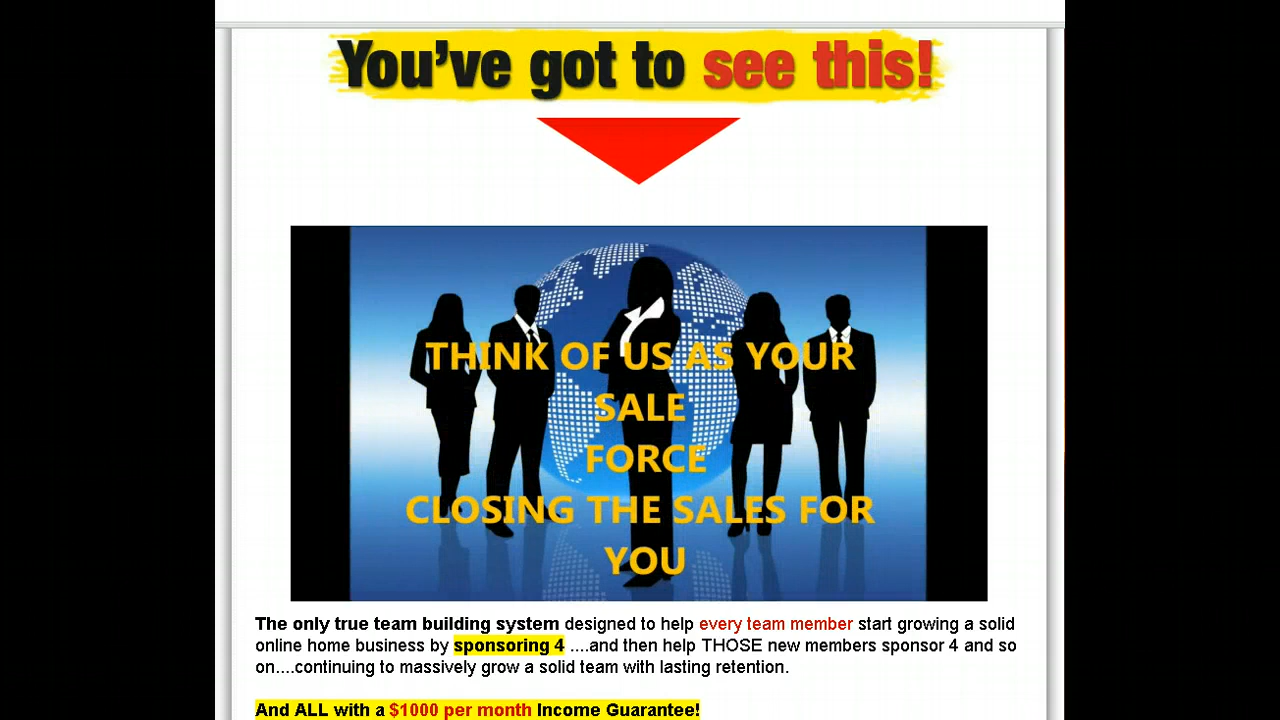 You've got to see this!
THINK OF US AS YOUR
SALE
FORCE
CLOSING THE SALES FOR
YOU
The only true team building system designed to help every team member start growing a solid
online home business by sponsoring 4 ....and then help THOSE new members sponsor 4 and so
on....continuing to massively grow a solid team with lasting retention.
And ALL with a $1000 per month Income Guarantee!